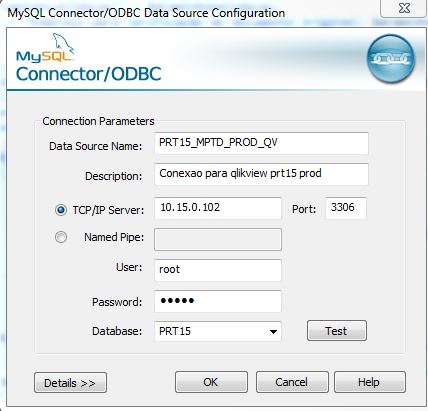 MySQL Connector/ODBC Data Source Configuration
MySQL
Connector/ODBC
Connection Parameters
Data Source Name: PRT15_MPTD_PROD_QV
Description: Conexao para qlikview prt15 prod
TCP/IP Server: 10.15.0.102 Port: 3306
Named Pipe:
User: root
Password: •••••
Database: PRT15 Test
Details >> OK Cancel Help